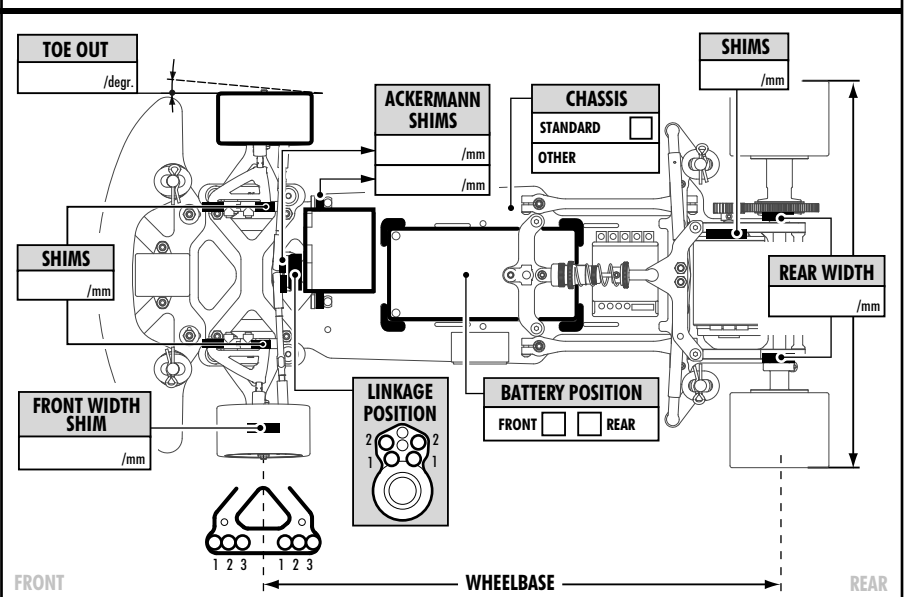 TOE OUT
/degr.
ACKERMANN
SHIMS
/mm
/mm
CHASSIS
STANDARD
OTHER
SHIMS
/mm
SHIMS
/mm
REAR WIDTH
/mm
FRONT WIDTH
SHIM
/mm
LINKAGE
POSITION
2 2
1 1
BATTERY POSITION
FRONT REAR
1 2 3 1 2 3
FRONT
WHEELBASE
REAR